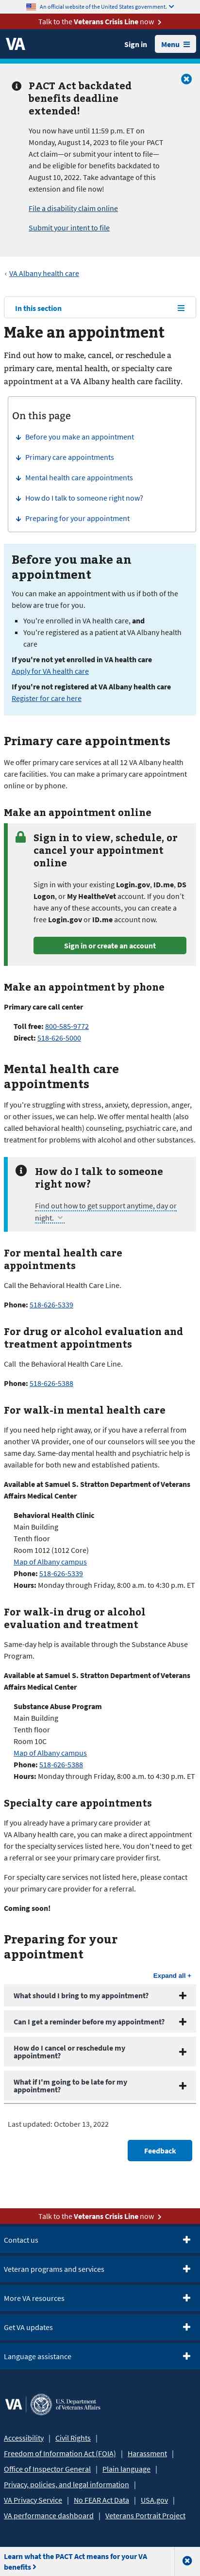 An official website of the United States government.
Talk to the Veterans Crisis Line now
VA
Sign in
Menu
PACT Act backdated
benefits deadline
extended!
You now have until 11:59 p.m. ET on
Monday, August 14, 2023 to file your PACT
Act claim—or submit your intent to file—
and be eligible for benefits backdated to
August 10, 2022. Take advantage of this
extension and file now!
File a disability claim online
Submit your intent to file
‹ VA Albany health care
In this section
Make an appointment
Find out how to make, cancel, or reschedule a
primary care, mental health, or specialty care
appointment at a VA Albany health care facility.
On this page
Before you make an appointment
Primary care appointments
Mental health care appointments
How do I talk to someone right now?
Preparing for your appointment
Before you make an
appointment
You can make an appointment with us if both of the
below are true for you.
You're enrolled in VA health care, and
You're registered as a patient at VA Albany health
care
If you're not yet enrolled in VA health care
Apply for VA health care
If you're not registered at VA Albany health care
Register for care here
Primary care appointments
We offer primary care services at all 12 VA Albany health
care facilities. You can make a primary care appointment
online or by phone.
Make an appointment online
Sign in to view, schedule, or
cancel your appointment
online
Sign in with your existing Login.gov, ID.me, DS
Logon, or My HealtheVet account. If you don't
have any of these accounts, you can create a
free Login.gov or ID.me account now.
Sign in or create an account
Make an appointment by phone
Primary care call center
Toll free: 800-585-9772
Direct: 518-626-5000
Mental health care
appointments
If you're struggling with stress, anxiety, depression, anger,
or other issues, we can help. We offer mental health (also
denoted behavioral health) counseling, psychiatric care, and
treatment for problems with alcohol and other substances.
How do I talk to someone
right now?
Find out how to get support anytime, day or
night.
For mental health care
appointments
Call the Behavioral Health Care Line.
Phone: 518-626-5339
For drug or alcohol evaluation and
treatment appointments
Call the Behavioral Health Care Line.
Phone: 518-626-5388
For walk-in mental health care
If you need help right away, or if you need a referral from
another VA provider, one of our counselors will see you the
same day. Same-day mental health and psychiatric help is
available for both new and established patients.
Available at Samuel S. Stratton Department of Veterans
Affairs Medical Center
Behavioral Health Clinic
Main Building
Tenth floor
Room 1012 (1012 Core)
Map of Albany campus
Phone: 518-626-5339
Hours: Monday through Friday, 8:00 a.m. to 4:30 p.m. ET
For walk-in drug or alcohol
evaluation and treatment
Same-day help is available through the Substance Abuse
Program.
Available at Samuel S. Stratton Department of Veterans
Affairs Medical Center
Substance Abuse Program
Main Building
Tenth floor
Room 10C
Map of Albany campus
Phone: 518-626-5388
Hours: Monday through Friday, 8:00 a.m. to 4:30 p.m. ET
Specialty care appointments
If you already have a primary care provider at
VA Albany health care, you can make a direct appointment
for the specialty services listed here. You don't need to get
a referral or see your primary care provider first.
For specialty care services not listed here, please contact
your primary care provider for a referral.
Coming soon!
Preparing for your
appointment
Expand all +
What should I bring to my appointment?
Can I get a reminder before my appointment?
How do I cancel or reschedule my
appointment?
What if I'm going to be late for my
appointment?
Last updated: October 13, 2022
Feedback
Talk to the Veterans Crisis Line now
Contact us
Veteran programs and services
More VA resources
Get VA updates
Language assistance
VA
U.S. Department
of Veterans Affairs
Accessibility | Civil Rights |
Freedom of Information Act (FOIA) | Harassment |
Office of Inspector General | Plain language |
Privacy, policies, and legal information |
VA Privacy Service | No FEAR Act Data | USA.gov |
VA performance dashboard | Veterans Portrait Project
Learn what the PACT Act means for your VA
benefits